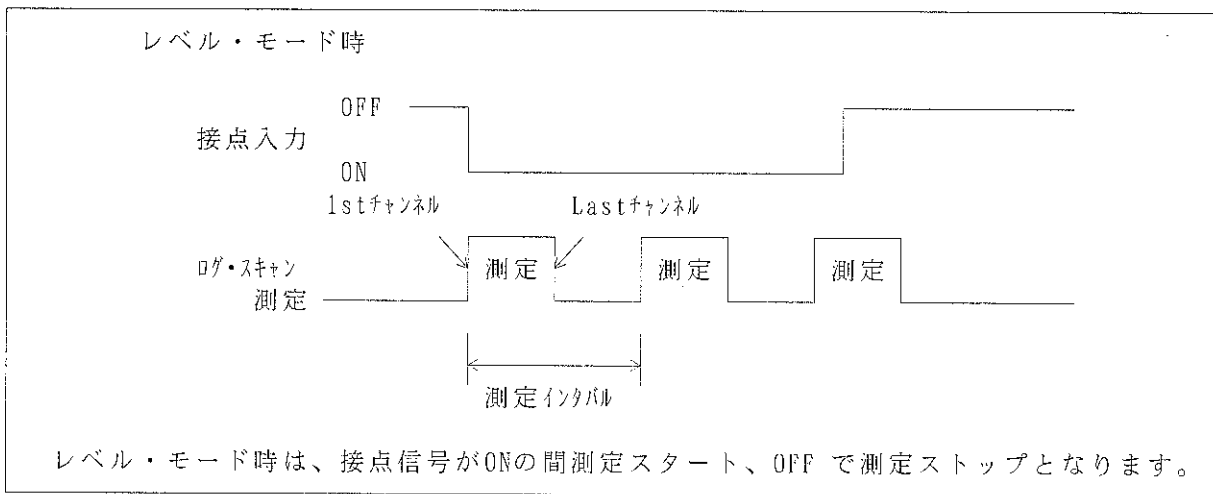 レベル・モード時
OFF
接点入力
ON
1stチャンネル
Lastチャンネル
ログ・スキャン
測定
測定
測定
測定
測定インタバル
レベル・モード時は、接点信号がONの間測定スタート、OFF で測定ストップとなります。